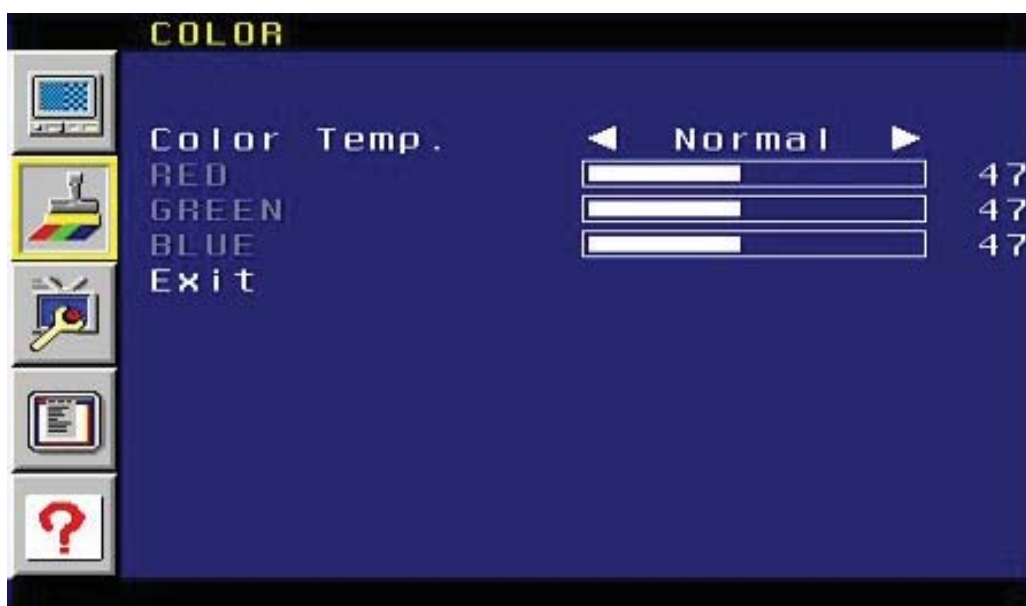 COLOR
Color Temp. ◀ Normal ▶
RED 47
GREEN 47
BLUE 47
Exit
?